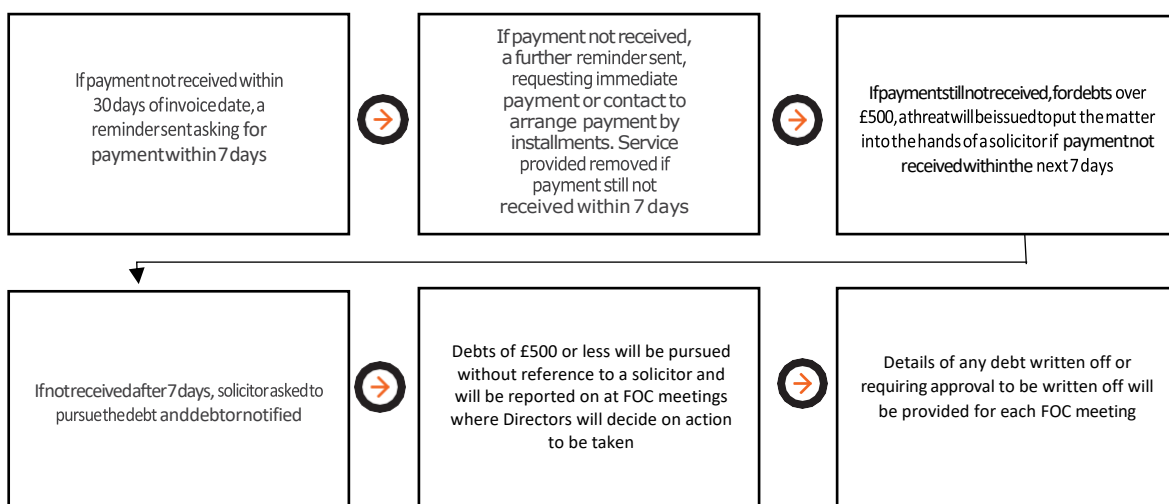 If payment not received within
30 days of invoice date, a
reminder sent asking for
payment within 7 days
If payment not received,
a further reminder sent,
requesting immediate
payment or contact to
arrange payment by
installments. Service
provided removed if
payment still not
received within 7 days
If payment still not received, for debts over
£500, a threat will be issued to put the matter
into the hands of a solicitor if payment not
received within the next 7 days
If not received after 7 days, solicitor asked to
pursue the debt and debtor notified
Debts of £500 or less will be pursued
without reference to a solicitor and
will be reported on at FOC meetings
where Directors will decide on action
to be taken
Details of any debt written off or
requiring approval to be written off will
be provided for each FOC meeting